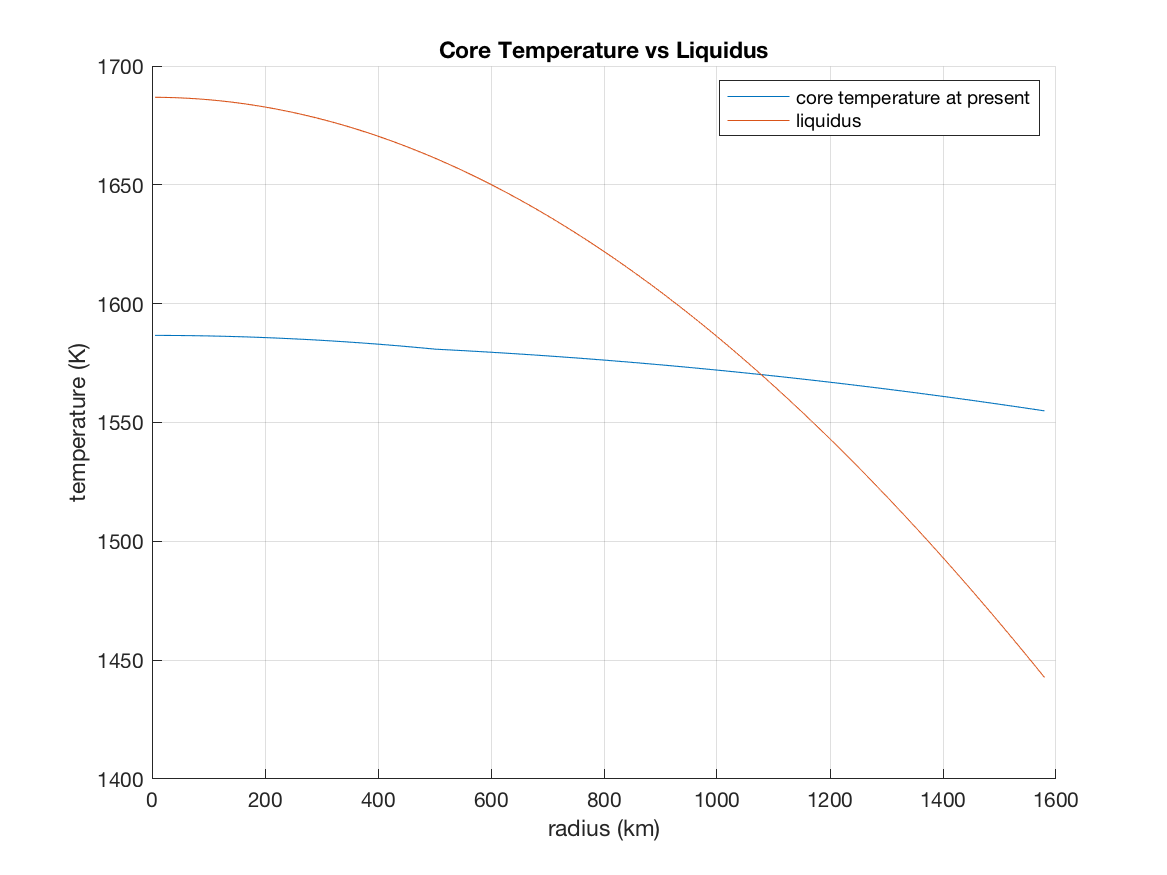 Core Temperature vs Liquidus
core temperature at present
liquidus
1700
1650
1600
1550
1500
1450
1400
temperature (K)
0 200 400 600 800 1000 1200 1400 1600
radius (km)